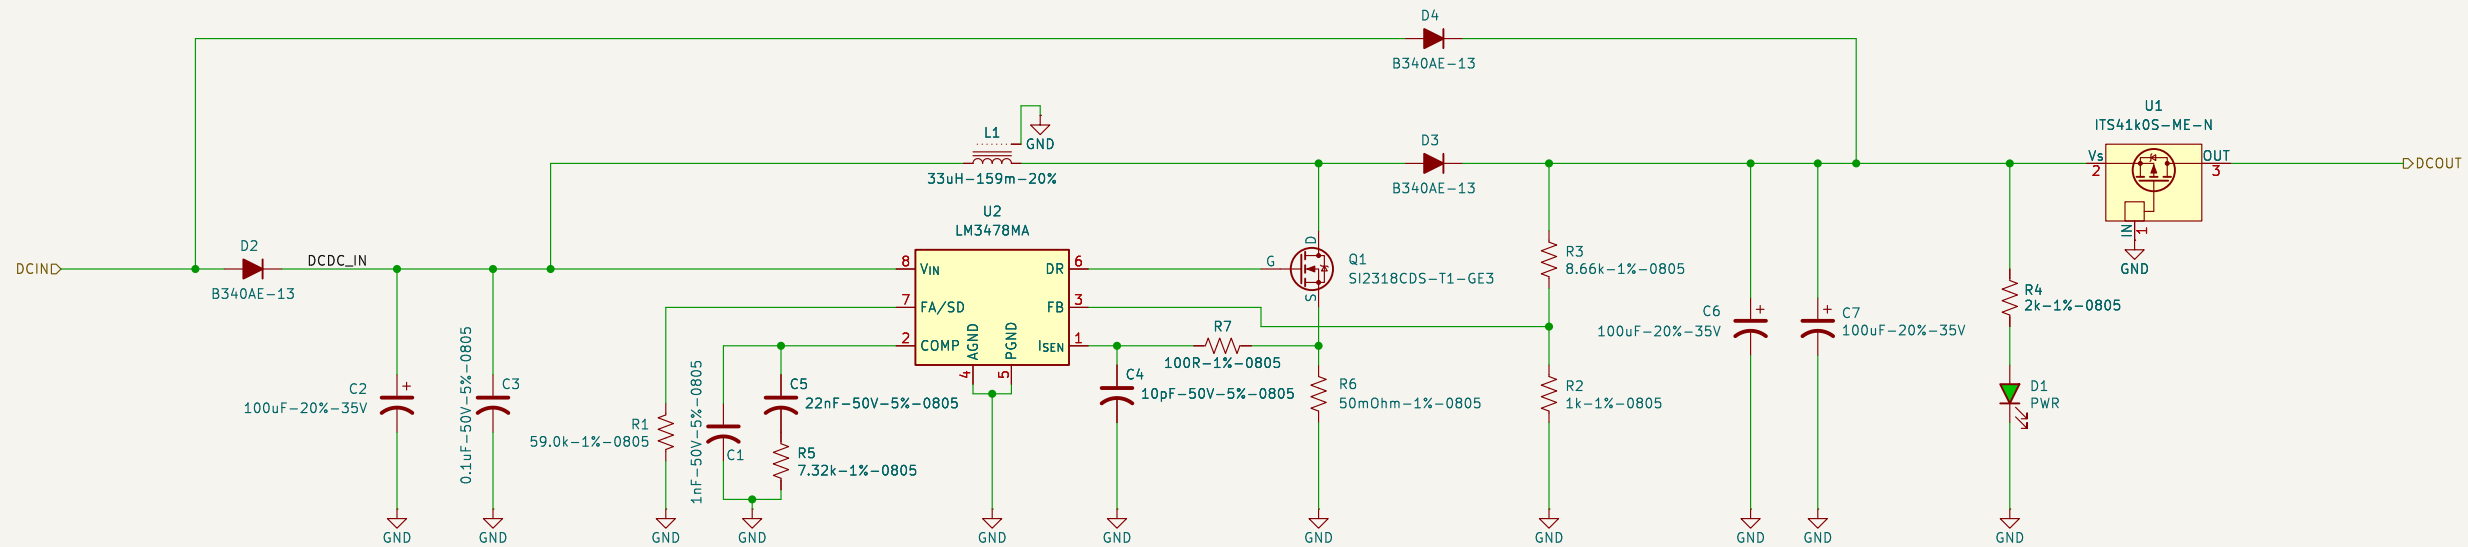 D4
B340AE-13
U1
ITS41k0S-ME-N
L1
GND
33uH-159m-20%
D3
B340AE-13
Vs
2
OUT
3
IN
1
GND
DCOUT
U2
LM3478MA
D2
B340AE-13
DCIN
DCDC_IN
8
VIN
7
FA/SD
2
COMP
AGND
4
PGND
5
DR
6
FB
3
ISEN
1
G
D
S
Q1
SI2318CDS-T1-GE3
R3
8.66k-1%-0805
R4
2k-1%-0805
C6
100uF-20%-35V
C7
100uF-20%-35V
R7
100R-1%-0805
C2
100uF-20%-35V
C3
0.1uF-50V-5%-0805
R1
59.0k-1%-0805
1nF-50V-5%-0805
C1
C5
22nF-50V-5%-0805
R5
7.32k-1%-0805
C4
10pF-50V-5%-0805
R6
50mOhm-1%-0805
R2
1k-1%-0805
D1
PWR
GND
GND
GND
GND
GND
GND
GND
GND
GND
GND
GND